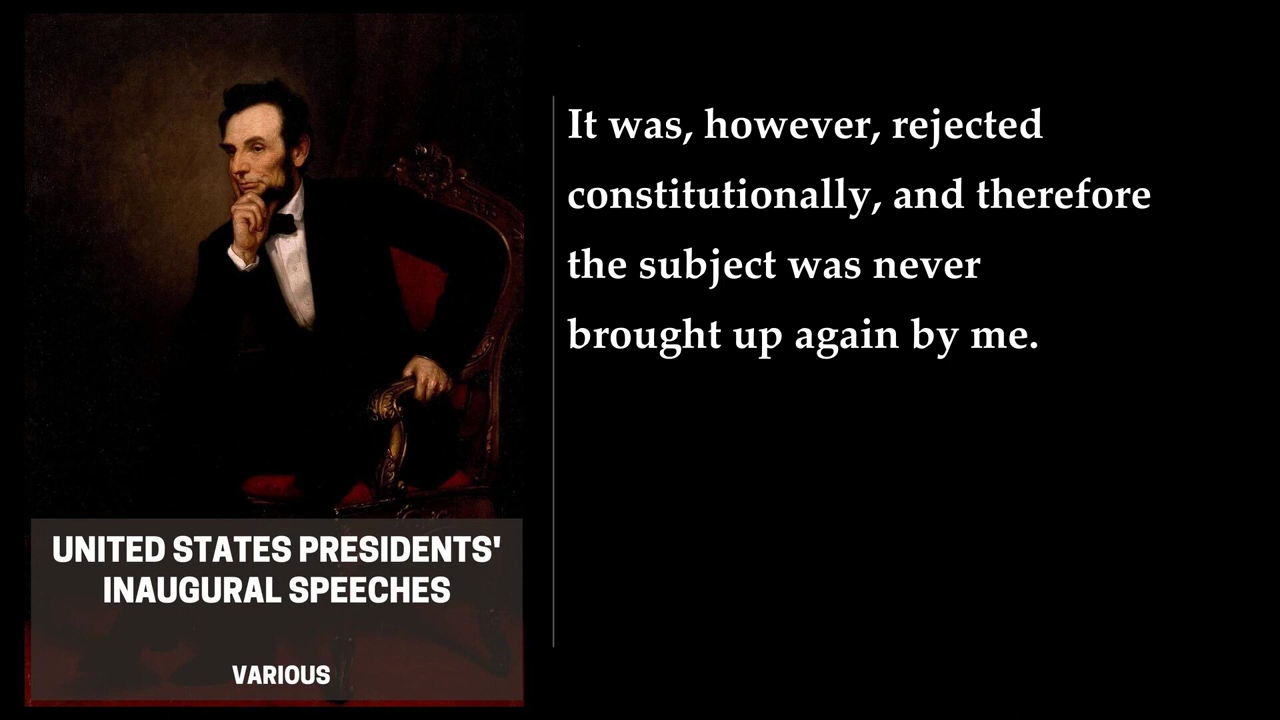 It was, however, rejected
constitutionally, and therefore
the subject was never
brought up again by me.
UNITED STATES PRESIDENTS'
INAUGURAL SPEECHES
VARIOUS